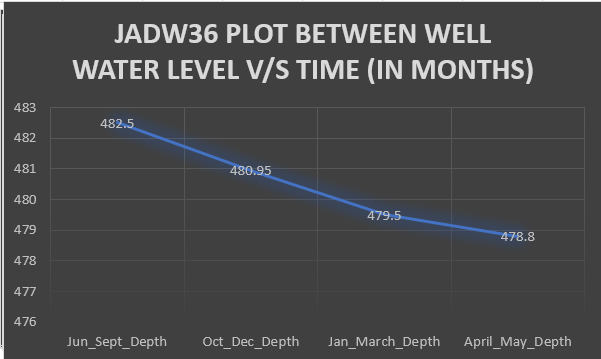 JADW36 PLOT BETWEEN WELL
WATER LEVEL V/S TIME (IN MONTHS)
483
482
481
480
479
478
477
476
482.5
480.95
479.5
478.8
Jun_Sept_Depth
Oct_Dec_Depth
Jan_March_Depth
April_May_Depth